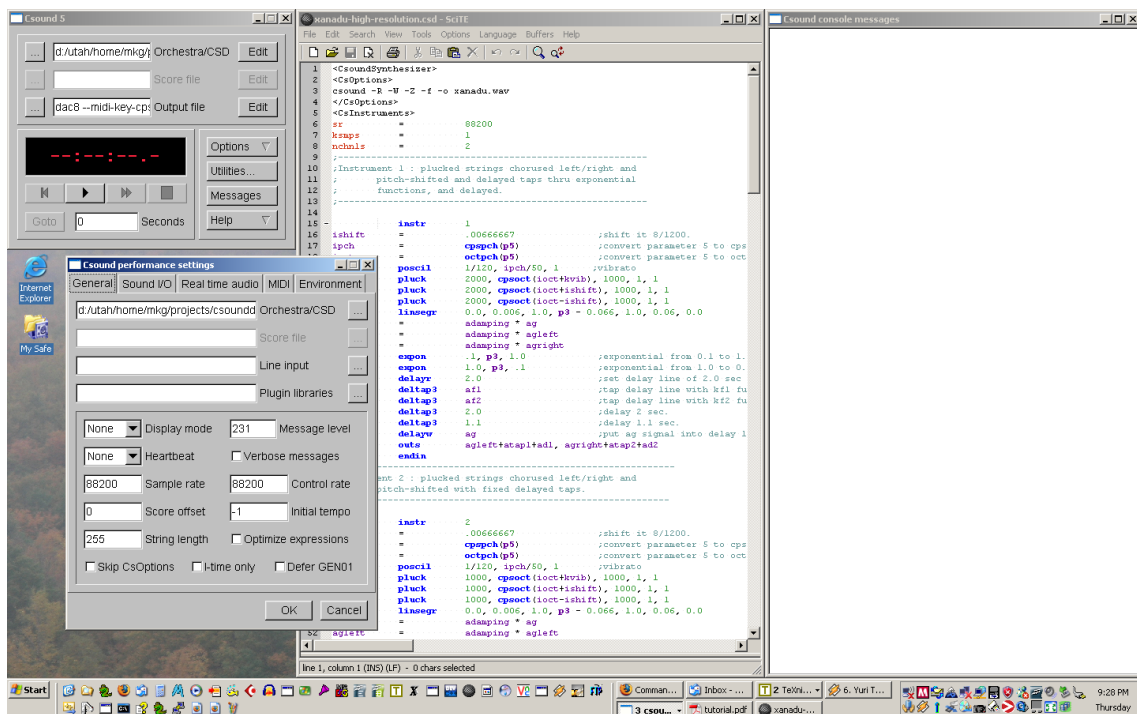 Csound 5
... d:/utah/home/mkg/p Orchestra/CSD Edit
... Score file Edit
... dac8 --midi-key-cps Output file Edit
--:--:--.-
Options
Utilities...
Messages
Goto 0 Seconds
Help
Internet Explorer
My Safe
Csound performance settings
General Sound I/O Real time audio MIDI Environment
d:/utah/home/mkg/projects/csoundd Orchestra/CSD ...
Score file ...
Line input ...
Plugin libraries ...
None Display mode 231 Message level
None Heartbeat Verbose messages
88200 Sample rate 88200 Control rate
0 Score offset -1 Initial tempo
255 String length Optimize expressions
Skip CsOptions I-time only Defer GEN01
OK Cancel
xanadu-high-resolution.csd - SciTE
File Edit Search View Tools Options Language Buffers Help
1 <CsoundSynthesizer>
2 <CsOptions>
3 csound -R -W -Z -f -o xanadu.wav
4 </CsOptions>
5 <CsInstruments>
6 sr = 88200
7 ksmps = 1
8 nchnls = 2
9 ;-----------------------------------------------------
10 ;Instrument 1 : plucked strings chorused left/right and
11 ; pitch-shifted and delayed taps thru exponential
12 ; functions, and delayed.
13 ;-----------------------------------------------------
14
15 - instr 1
16 ishift = .00666667 ;shift it 8/1200.
17 ipch = cpspch(p5) ;convert parameter 5 to cps
= octpch(p5) ;convert parameter 5 to oct
poscil 1/120, ipch/50, 1 ;vibrato
pluck 2000, cpsoct(ioct+kvib), 1000, 1, 1
pluck 2000, cpsoct(ioct+ishift), 1000, 1, 1
pluck 2000, cpsoct(ioct-ishift), 1000, 1, 1
linsegr 0.0, 0.006, 1.0, p3 - 0.066, 1.0, 0.06, 0.0
= adamping * ag
= adamping * agleft
= adamping * agright
expon .1, p3, 1.0 ;exponential from 0.1 to 1.
expon 1.0, p3, .1 ;exponential from 1.0 to 0.
delayr 2.0 ;set delay line of 2.0 sec
deltap3 af1 ;tap delay line with kf1 fu
deltap3 af2 ;tap delay line with kf2 fu
deltap3 2.0 ;delay 2 sec.
deltap3 1.1 ;delay 1.1 sec.
delayw ag ;put ag signal into delay l
outs agleft+atap1+ad1, agright+atap2+ad2
endin
-----------------------------------------------------
ent 2 : plucked strings chorused left/right and
pitch-shifted with fixed delayed taps.
-----------------------------------------------------
instr 2
= .00666667 ;shift it 8/1200.
= cpspch(p5) ;convert parameter 5 to cps
= octpch(p5) ;convert parameter 5 to oct
poscil 1/120, ipch/50, 1 ;vibrato
pluck 1000, cpsoct(ioct+kvib), 1000, 1, 1
pluck 1000, cpsoct(ioct+ishift), 1000, 1, 1
pluck 1000, cpsoct(ioct-ishift), 1000, 1, 1
linsegr 0.0, 0.006, 1.0, p3 - 0.066, 1.0, 0.06, 0.0
= adamping * ag
52 agleft = adamping * agleft
line 1, column 1 (INS) (LF) - 0 chars selected
Csound console messages
Start
Comman... Inbox - ... 2 TeXni... 6. Yuri T...
3 csou... tutorial.pdf xanadu-...
9:28 PM
Thursday